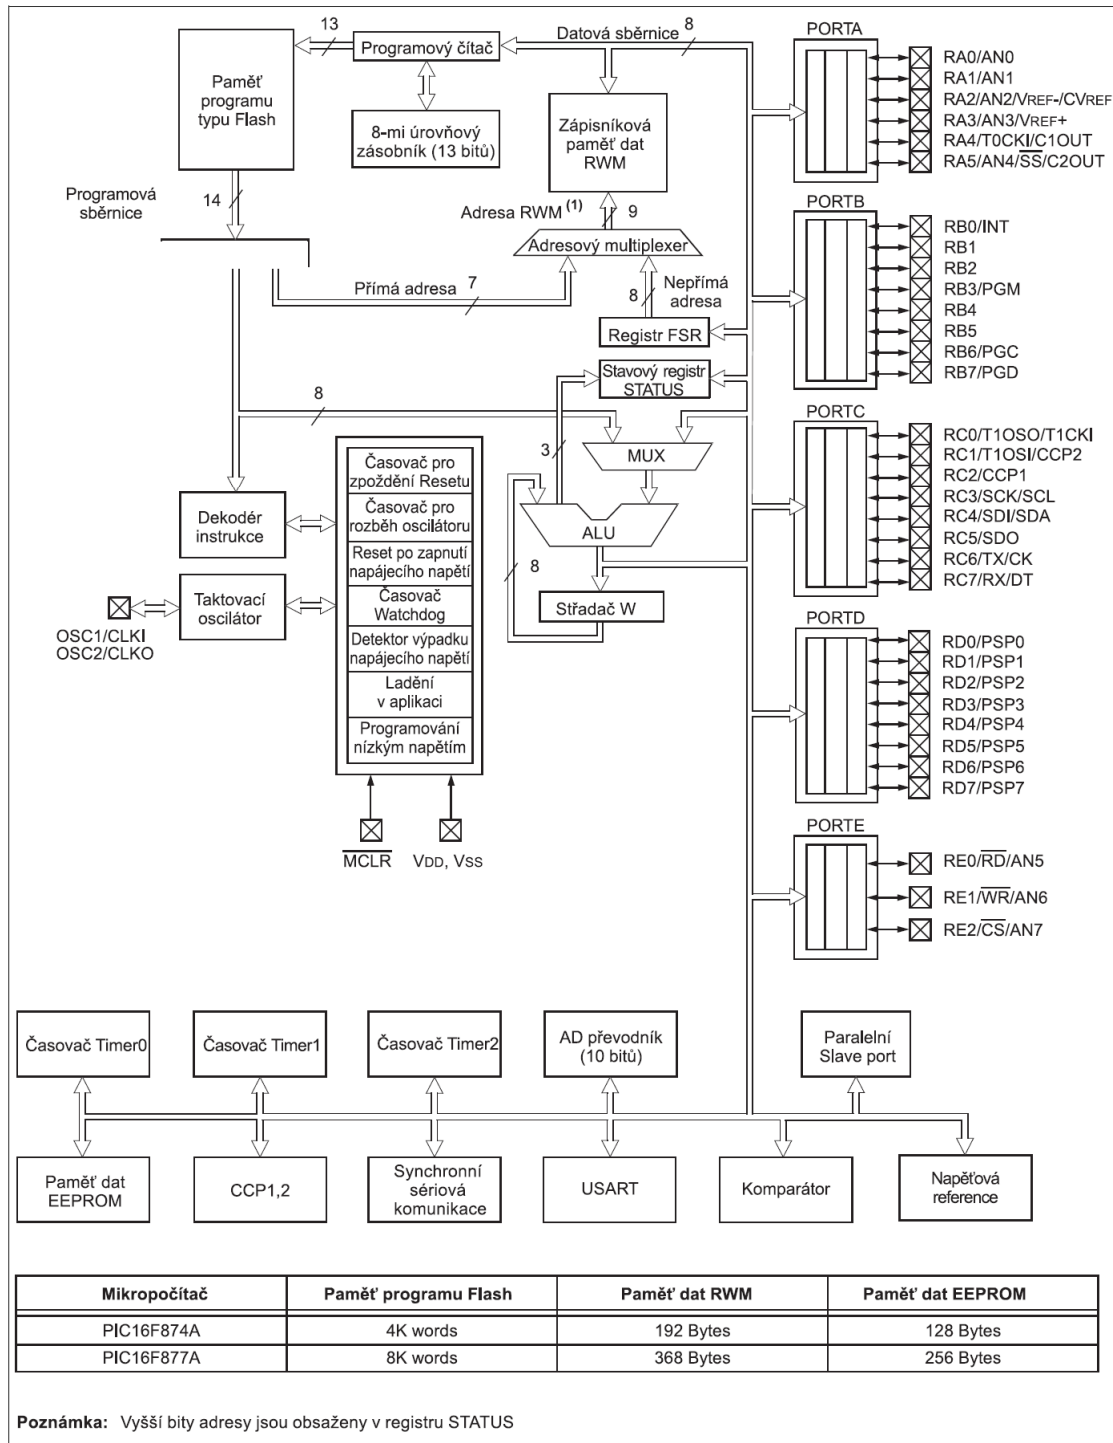 13
Programový čítač
Datová sběrnice
8
Paměť
programu
typu Flash
8-mi úrovňový
zásobník (13 bitů)
Zápisníková
paměť dat
RWM
Programová
sběrnice
14
Adresa RWM (1)
9
Adresový multiplexer
Přímá adresa
7
Nepřímá
adresa
8
Registr FSR
Stavový registr
STATUS
8
3
MUX
ALU
8
Střadač W
Dekodér
instrukce
Taktovací
oscilátor
OSC1/CLKI
OSC2/CLKO
Časovač pro
zpoždění Resetu
Časovač pro
rozběh oscilátoru
Reset po zapnutí
napájecího napětí
Časovač
Watchdog
Detektor výpadku
napájecího napětí
Ladění
v aplikaci
Programování
nízkým napětím
MCLR
VDD, VSS
PORTA
RA0/AN0
RA1/AN1
RA2/AN2/VREF-/CVREF
RA3/AN3/VREF+
RA4/T0CKI/C1OUT
RA5/AN4/SS/C2OUT
PORTB
RB0/INT
RB1
RB2
RB3/PGM
RB4
RB5
RB6/PGC
RB7/PGD
PORTC
RC0/T1OSO/T1CKI
RC1/T1OSI/CCP2
RC2/CCP1
RC3/SCK/SCL
RC4/SDI/SDA
RC5/SDO
RC6/TX/CK
RC7/RX/DT
PORTD
RD0/PSP0
RD1/PSP1
RD2/PSP2
RD3/PSP3
RD4/PSP4
RD5/PSP5
RD6/PSP6
RD7/PSP7
PORTE
RE0/RD/AN5
RE1/WR/AN6
RE2/CS/AN7
Časovač Timer0
Časovač Timer1
Časovač Timer2
AD převodník
(10 bitů)
Paralelní
Slave port
Paměť dat
EEPROM
CCP1,2
Synchronní
sériová
komunikace
USART
Komparátor
Napěťová
reference
Mikropočítač Paměť programu Flash Paměť dat RWM Paměť dat EEPROM
PIC16F874A 4K words 192 Bytes 128 Bytes
PIC16F877A 8K words 368 Bytes 256 Bytes
Poznámka: Vyšší bity adresy jsou obsaženy v registru STATUS